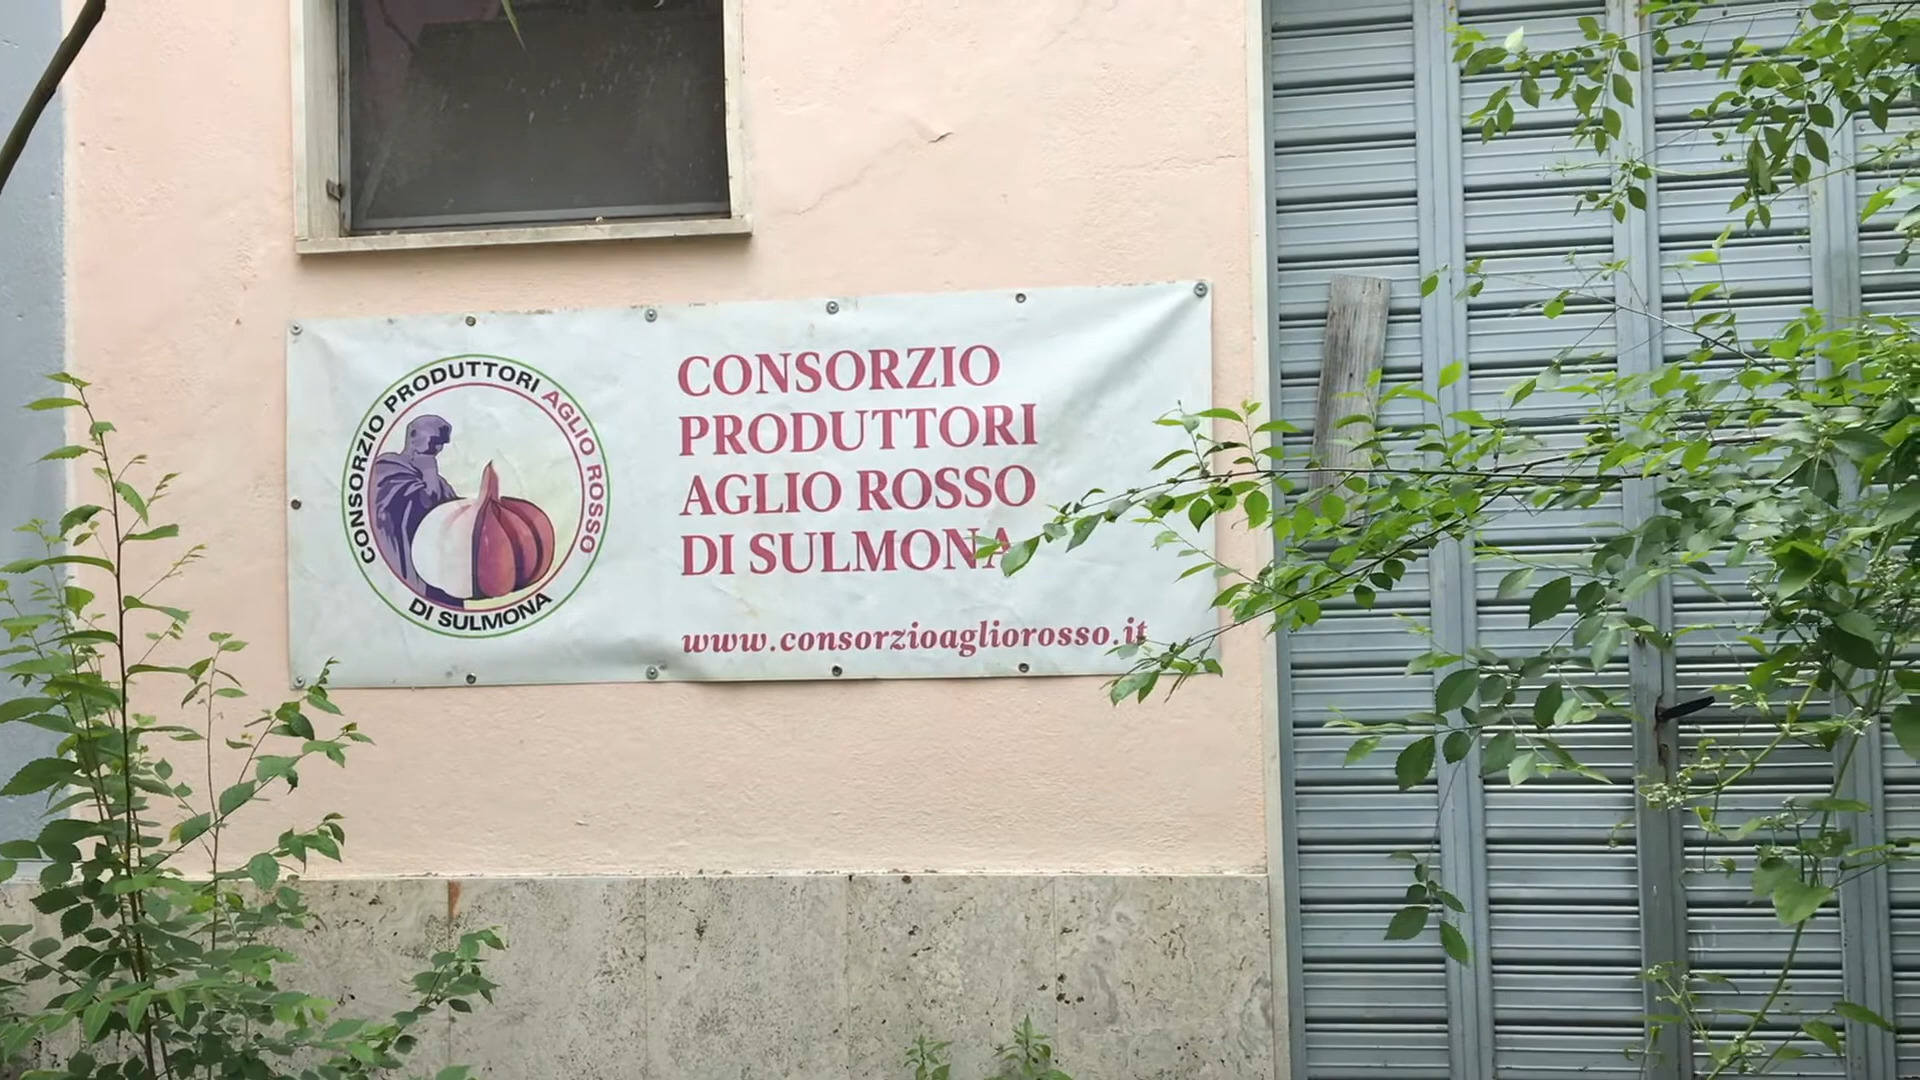 CONSORZIO PRODUTTORI AGLIO ROSSO
DI SULMONA
CONSORZIO
PRODUTTORI
AGLIO ROSSO
DI SULMONA
www.consorzioagliorosso.it